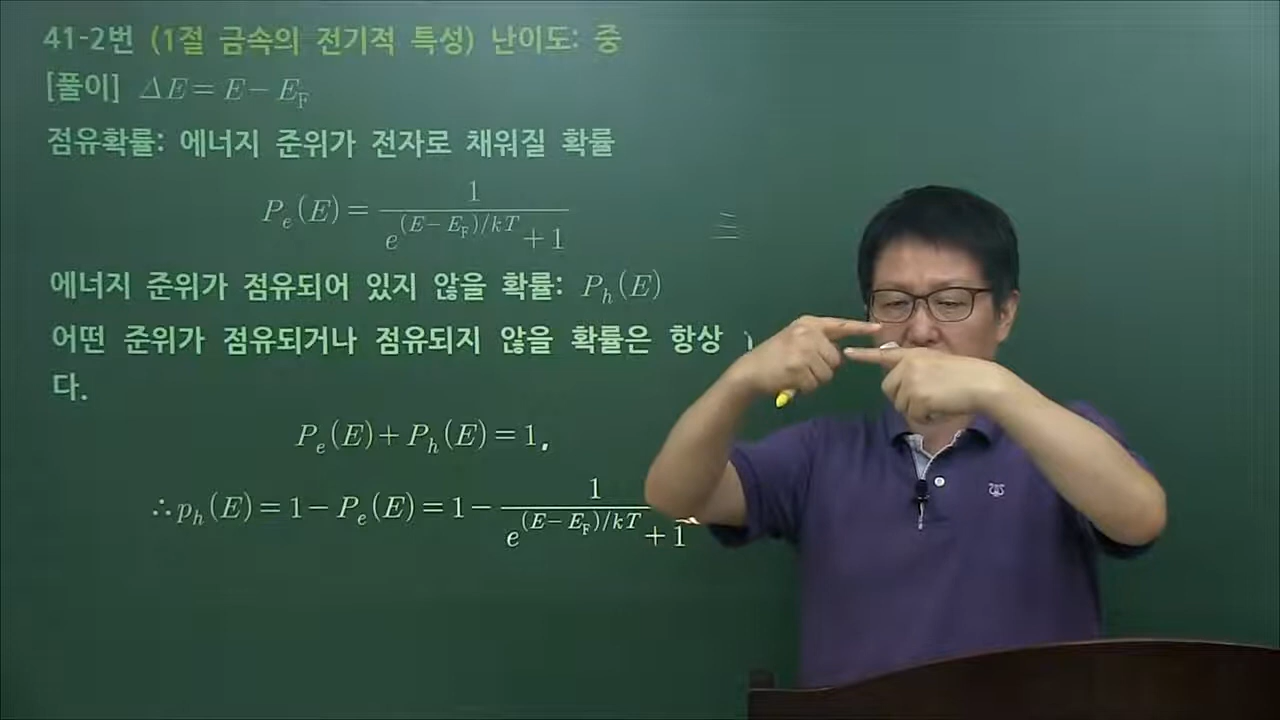 41-2번 (1절 금속의 전기적 특성) 난이도: 중
[풀이] ΔE = E − E_F
점유확률: 에너지 준위가 전자로 채워질 확률
P_e(E) = 1 / (e^{(E−E_F)/kT} + 1)
에너지 준위가 점유되어 있지 않을 확률: P_h(E)
어떤 준위가 점유되거나 점유되지 않을 확률은 항상
다.
P_e(E) + P_h(E) = 1,
∴ p_h(E) = 1 − P_e(E) = 1 − 1 / (e^{(E−E_F)/kT} + 1)